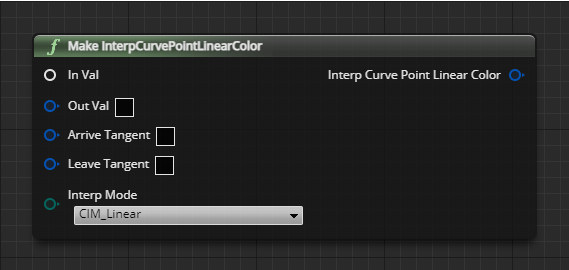 f Make InterpCurvePointLinearColor
In Val Interp Curve Point Linear Color
Out Val
Arrive Tangent
Leave Tangent
Interp Mode
CIM_Linear